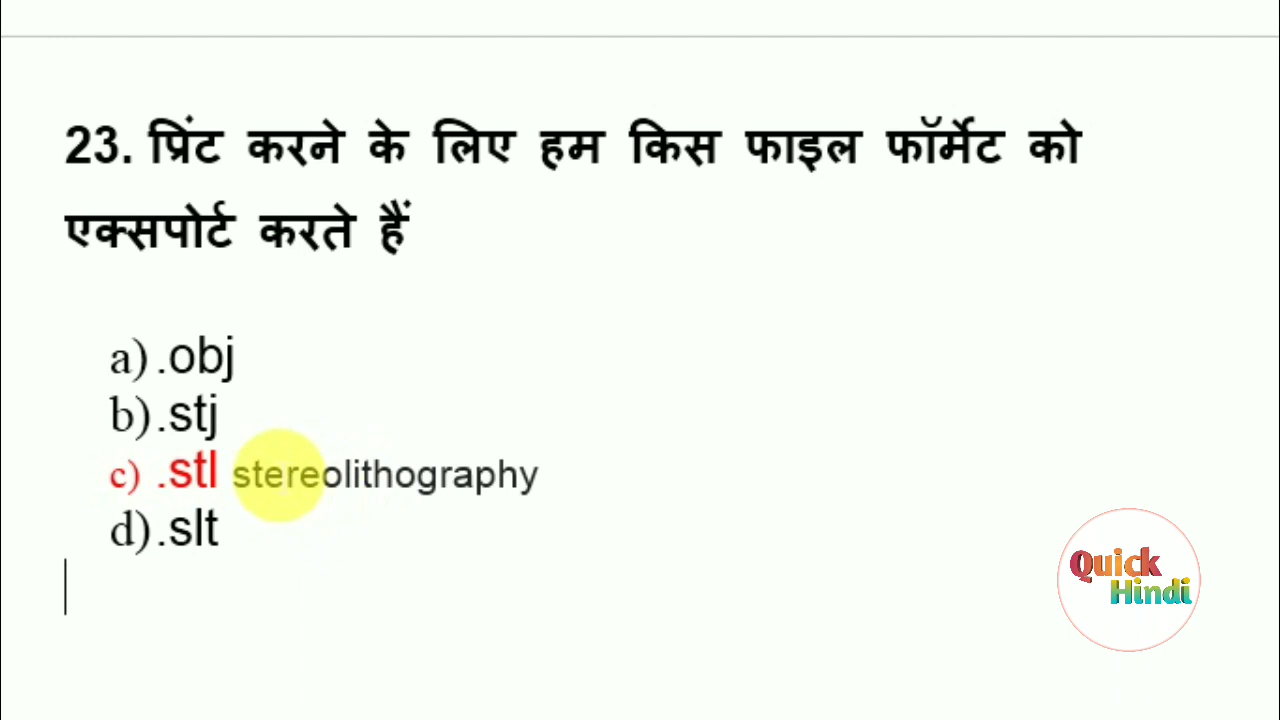 23. प्रिंट करने के लिए हम किस फाइल फॉर्मेट को
एक्सपोर्ट करते हैं
a) .obj
b) .stj
c) .stl stereolithography
d) .slt
Quick
Hindi